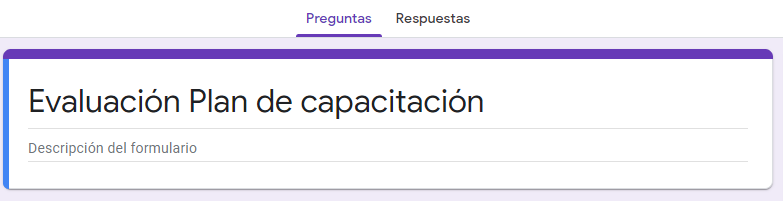 Preguntas Respuestas
Evaluación Plan de capacitación
Descripción del formulario